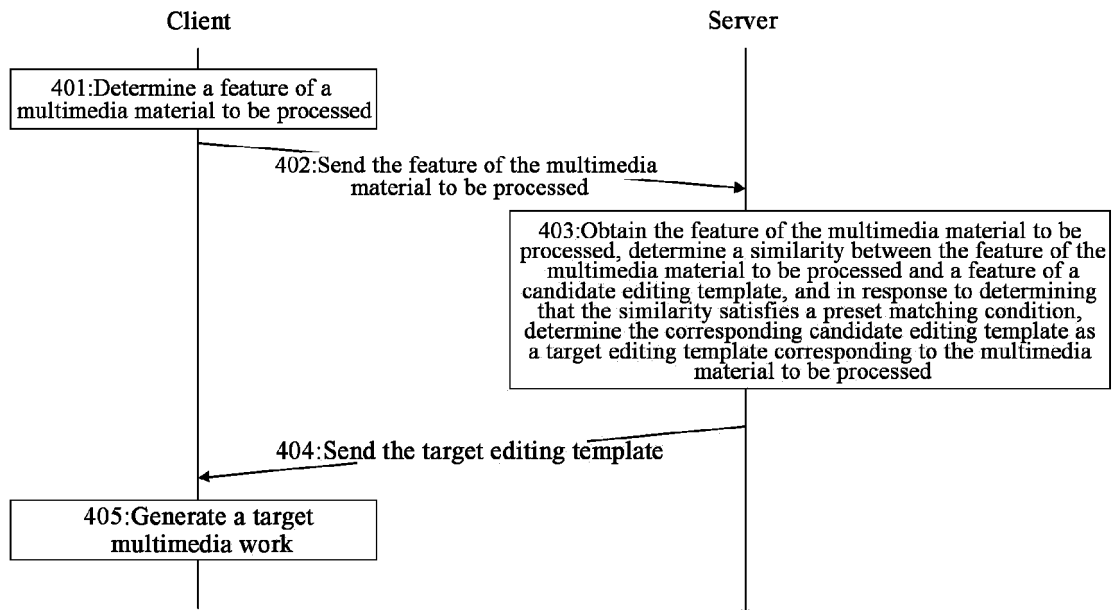 Client
Server
401:Determine a feature of a
multimedia material to be processed
402:Send the feature of the multimedia
material to be processed
403:Obtain the feature of the multimedia material to be
processed, determine a similarity between the feature of the
multimedia material to be processed and a feature of a
candidate editing template, and in response to determining
that the similarity satisfies a preset matching condition,
determine the corresponding candidate editing template as
a target editing template corresponding to the multimedia
material to be processed
404:Send the target editing template
405:Generate a target
multimedia work